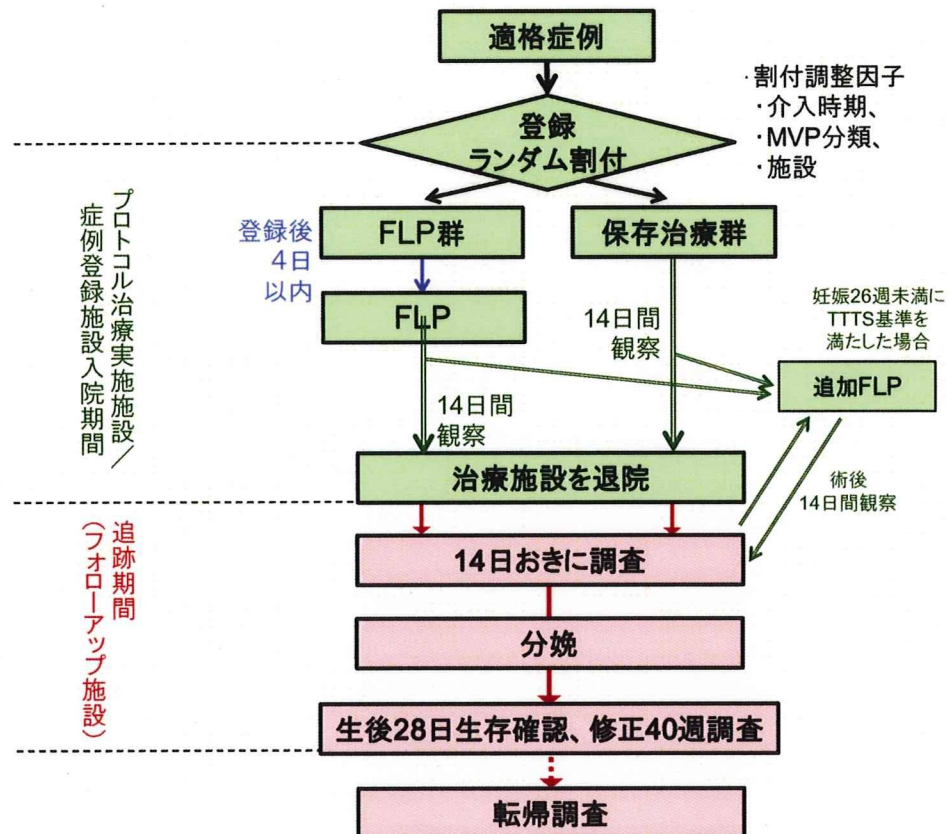 適格症例
・割付調整因子
・介入時期、
・MVP分類、
・施設
登録
ランダム割付
プロトコル治療実施施設/
症例登録施設入院期間
FLP群
保存治療群
登録後
4日
以内
FLP
14日間
観察
妊娠26週未満に
TTTS基準を
満たした場合
追加FLP
14日間
観察
治療施設を退院
術後
14日間観察
追跡期間
(フォローアップ施設)
14日おきに調査
分娩
生後28日生存確認、修正40週調査
転帰調査